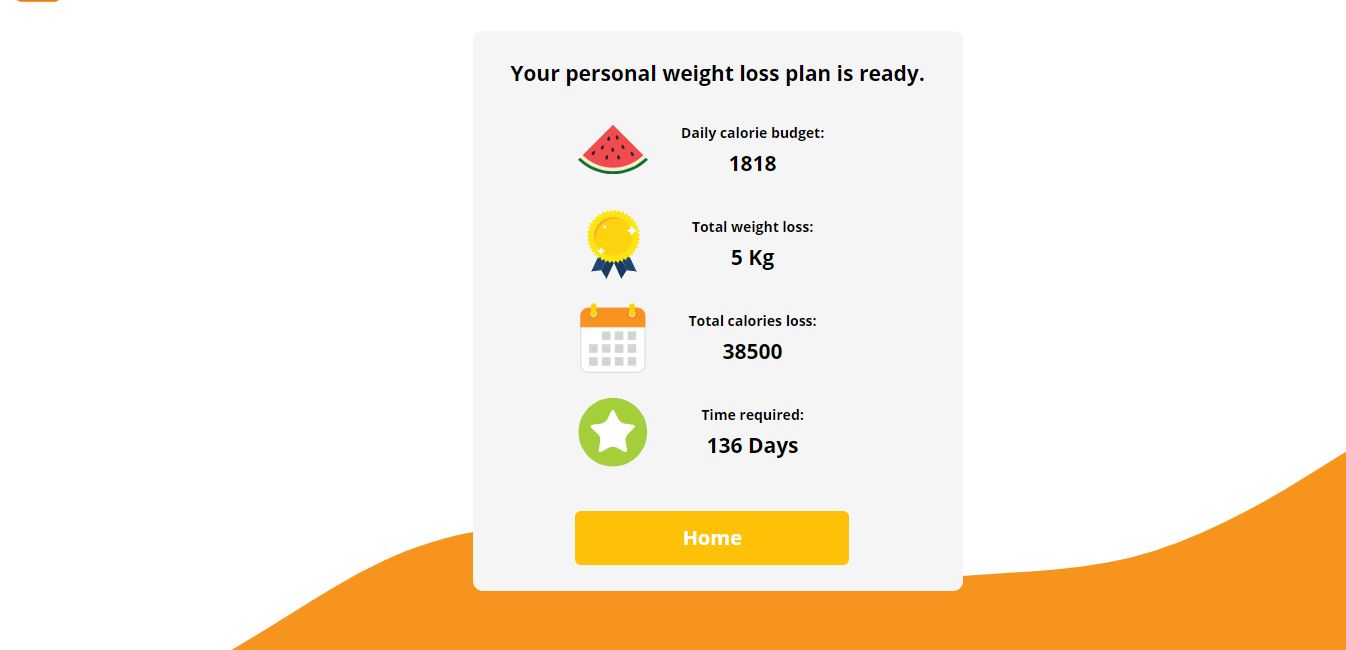 Your personal weight loss plan is ready.
Daily calorie budget:
1818
Total weight loss:
5 Kg
Total calories loss:
38500
Time required:
136 Days
Home